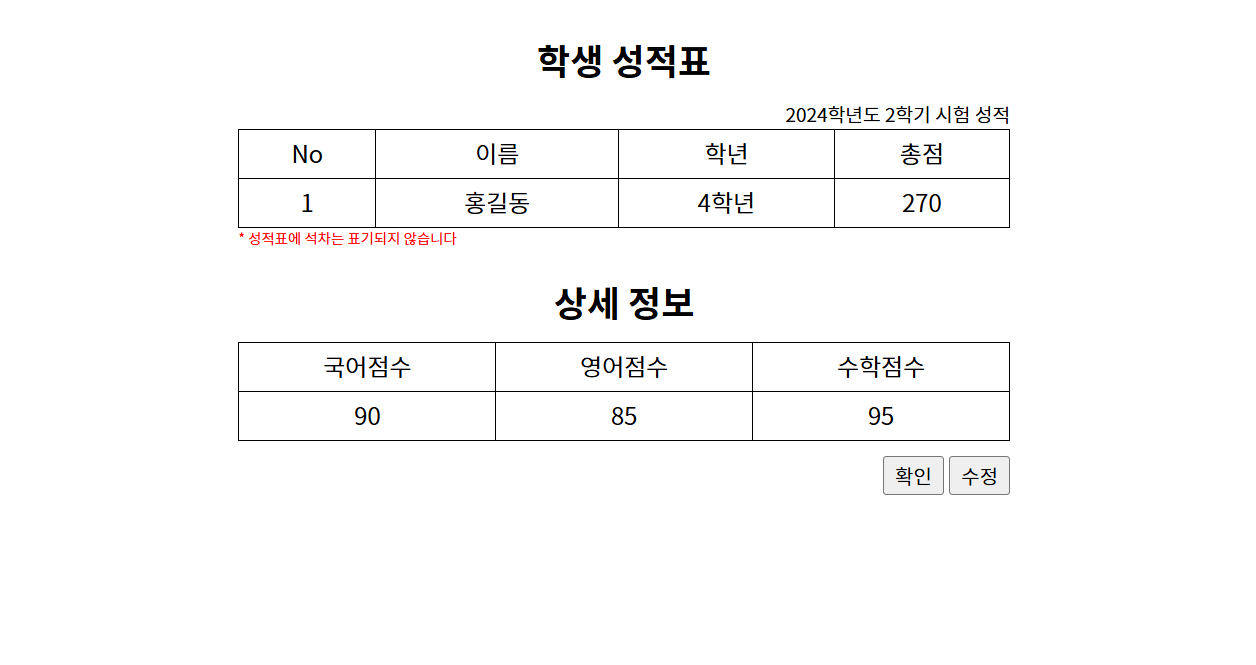 학생 성적표
2024학년도 2학기 시험 성적
No 이름 학년 총점
1 홍길동 4학년 270
* 성적표에 석차는 표기되지 않습니다
상세 정보
국어점수 영어점수 수학점수
90 85 95
확인 수정